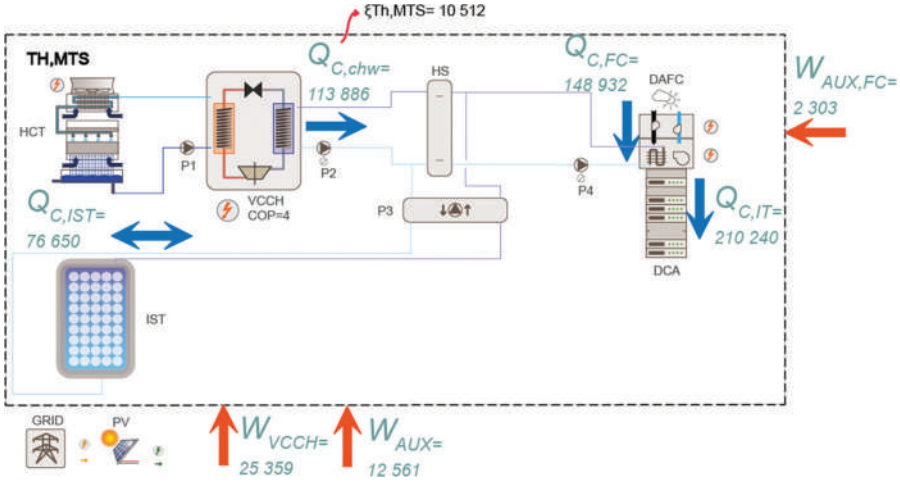 ξTh,MTS= 10 512
TH,MTS
Q C,chw=
113 886
HS
Q C,FC=
148 932
DAFC
W AUX,FC=
2 303
HCT
P1
P2
P4
VCCH
COP=4
P3
Q C,IST=
76 650
Q C,IT=
210 240
DCA
IST
GRID
PV
W VCCH=
25 359
W AUX=
12 561